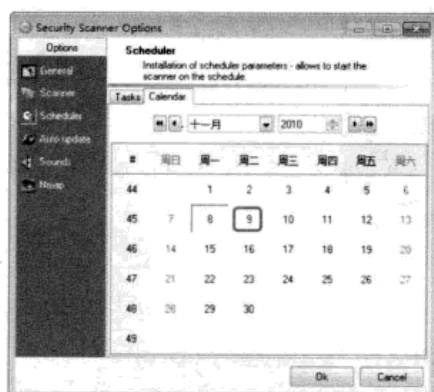 Security Scanner Options
Options
General
Scanner
Scheduler
Auto update
Sounds
Nmap
Scheduler
Installation of scheduler parameters - allows to start the
scanner on the schedule.
Tasks Calendar
十一月 2010
# 周日 周一 周二 周三 周四 周五 周六
44 1 2 3 4 5 6
45 7 8 9 10 11 12 13
46 14 15 16 17 18 19 20
47 21 22 23 24 25 26 27
48 28 29 30
49
Ok Cancel